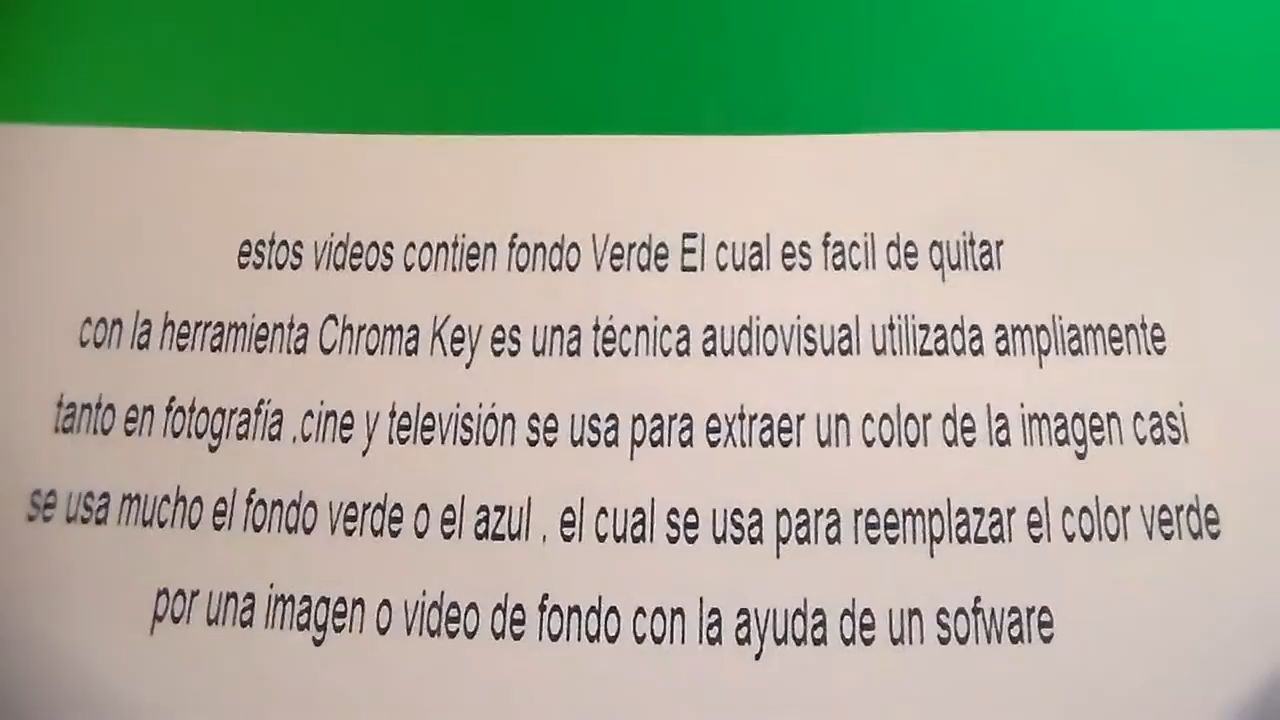 estos videos contien fondo Verde El cual es facil de quitar
con la herramienta Chroma Key es una técnica audiovisual utilizada ampliamente
tanto en fotografía .cine y televisión se usa para extraer un color de la imagen casi
se usa mucho el fondo verde o el azul . el cual se usa para reemplazar el color verde
por una imagen o video de fondo con la ayuda de un sofware